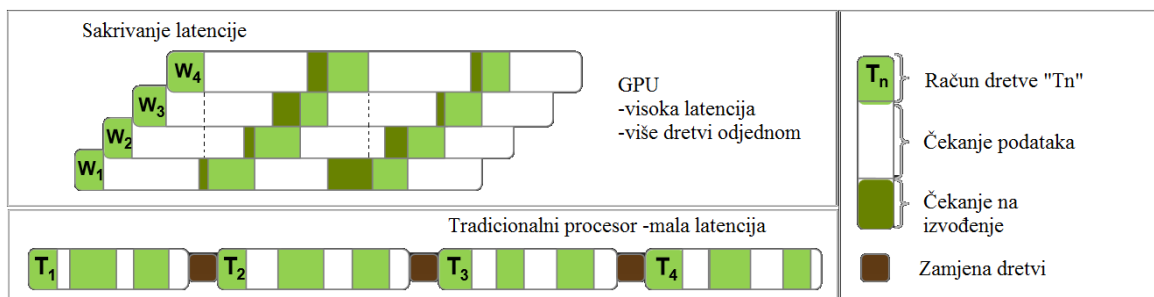 Sakrivanje latencije
W4
W3
W2
W1
GPU
-visoka latencija
-više dretvi odjednom
Tradicionalni procesor -mala latencija
T1
T2
T3
T4
Tn
Račun dretve "Tn"
Čekanje podataka
Čekanje na
izvođenje
Zamjena dretvi